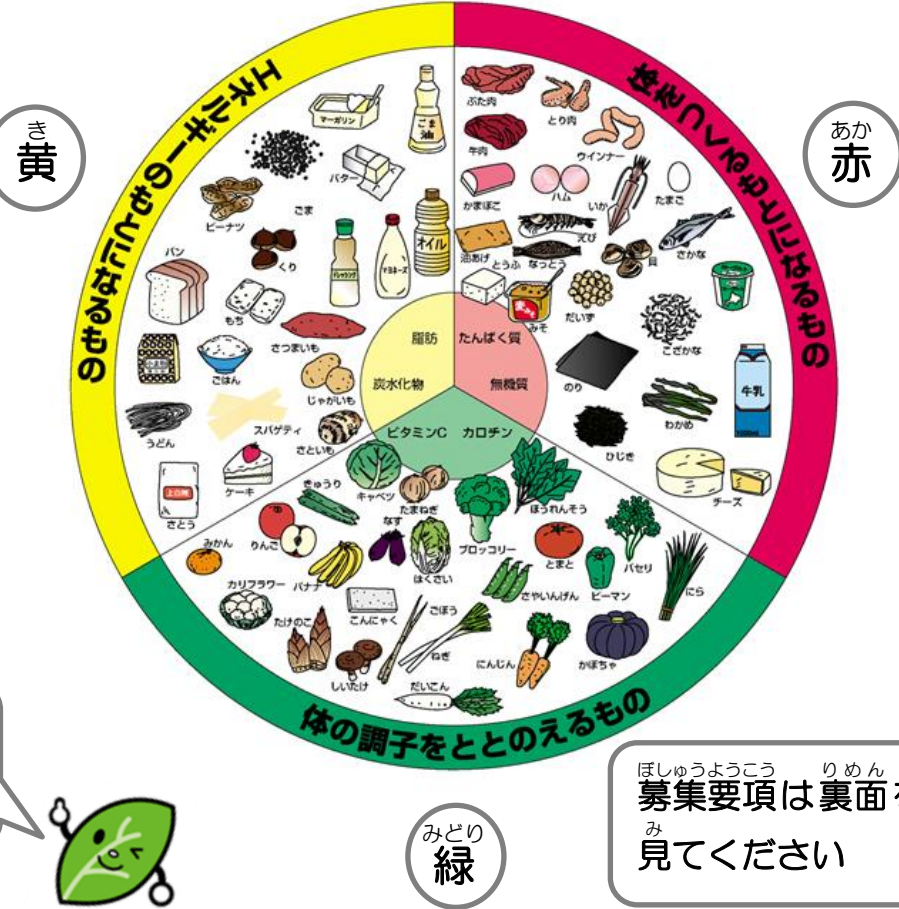 エネルギーのもとになるもの
体をつくるもとになるもの
体の調子をととのえるもの
き
黄
あか
赤
みどり
緑
マーガリン
ごま
油
バター
ピーナツ
ごま
くり
ドレッシング
マヨネーズ
オイル
パン
もち
さつまいも
小麦粉
ごはん
じゃがいも
うどん
スパゲティ
さといも
上白糖
さとう
ケーキ
ぶた肉
とり肉
牛肉
ウインナー
かまぼこ
ハム
いか
たまご
油あげ
えび
さかな
とうふ
なっとう
貝
みそ
だいず
こざかな
のり
わかめ
牛乳
ひじき
チーズ
脂肪
たんぱく質
炭水化物
無機質
ビタミンC
カロチン
きゅうり
キャベツ
たまねぎ
ほうれんそう
みかん
りんご
なす
ブロッコリー
とまと
パセリ
カリフラワー
バナナ
はくさい
さやいんげん
ピーマン
にら
たけのこ
こんにゃく
ごぼう
ねぎ
しいたけ
だいこん
にんじん
かぼちゃ
ぼしゅうようこう りめん
募集要項は裏面
み
見てください